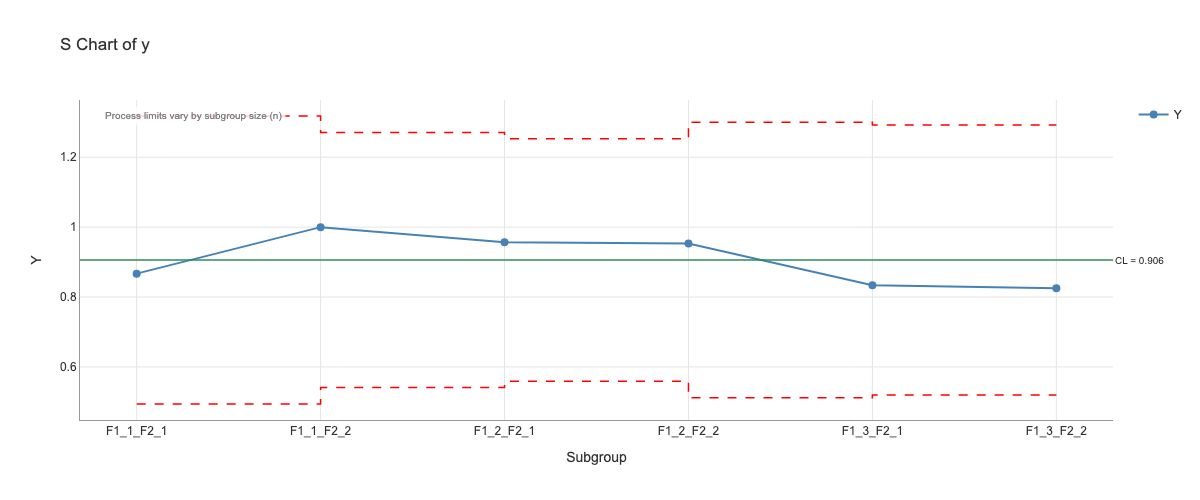 S Chart of y
Process limits vary by subgroup size (n)
Y
1.2
1
0.8
0.6
Y
CL = 0.906
F1_1_F2_1
F1_1_F2_2
F1_2_F2_1
F1_2_F2_2
F1_3_F2_1
F1_3_F2_2
Subgroup